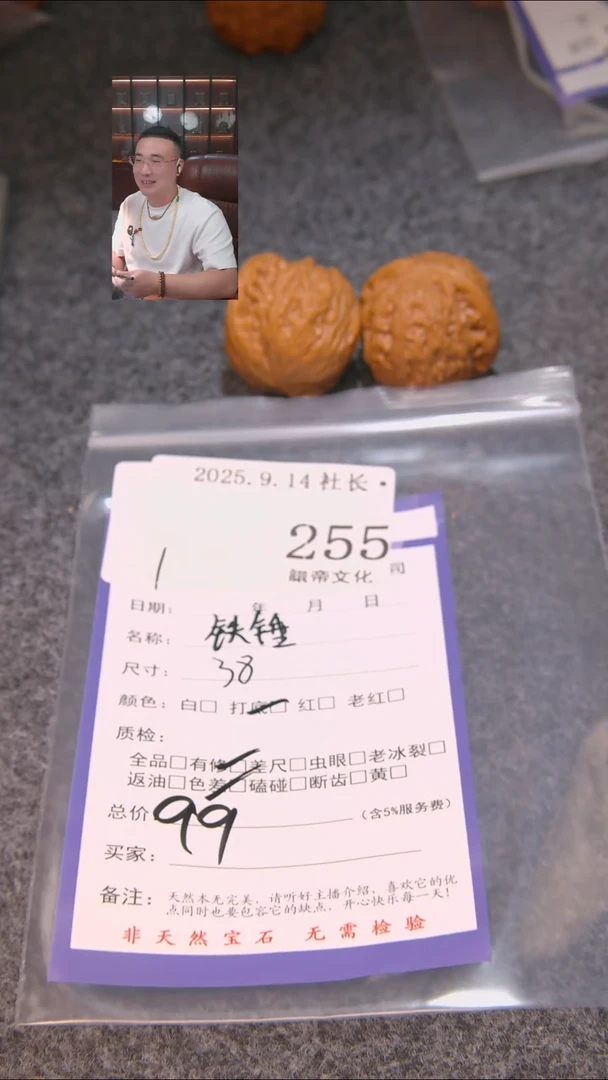 2025.9.14社长·
255
1
帝文化 司
日期： 年 月 日
名称： 铁锤
尺寸： 38
颜色：白□ 打底□ 红□ 老红□
质检：
全品□有修□差尺□虫眼□老冰裂□
返油□色差□磕碰□断齿□黄□
总价 99 （含5%服务费）
买家：
备注：天然本无完美，请听好主播介绍，喜欢它的优
点同时也要包容它的缺点，开心快乐每一天！
非天然宝石 无需检验